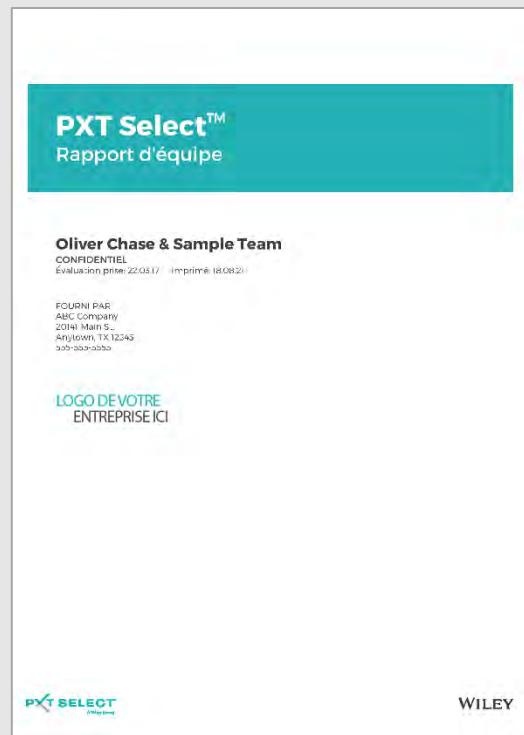 PXT Select™
Rapport d'équipe
Oliver Chase & Sample Team
CONFIDENTIEL
Évaluation prise: 22.03.17 Imprimé: 18.08.21
FOURNI PAR
ABC Company
20141 Main S
Anytown, TX 12345
555-555-5555
LOGO DE VOTRE
ENTREPRISE ICI
PXT SELECT
WILEY